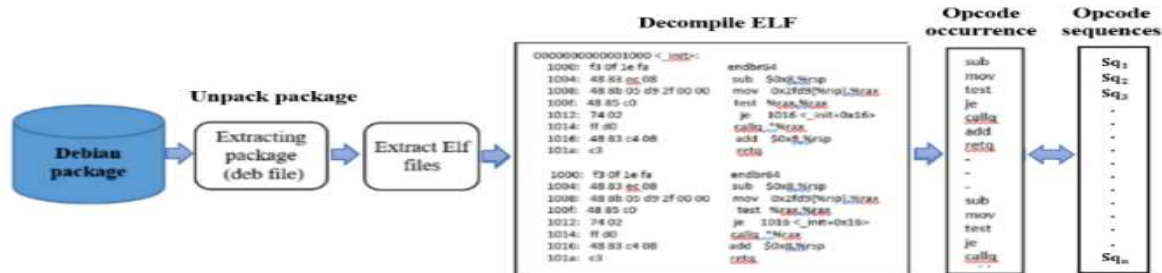 Decompile ELF
Opcode
occurrence
Opcode
sequences
Unpack package
Debian
package
Extracting
package
(deb file)
Extract Elf
files
0000000000001000 <_init>:
1000: f3 0f 1e fa endbr64
1004: 48 83 ec 08 sub $0x8,%rsp
1008: 48 8b 05 d9 2f 00 00 mov 0x2fd9(%rip),%rax
100f: 48 85 c0 test %rax,%rax
1012: 74 02 je 1016 <_init+0x16>
1014: ff d0 callq *%rax
1016: 48 83 c4 08 add $0x8,%rsp
101a: c3 retq
1000: f3 0f 1e fa endbr64
1004: 48 83 ec 08 sub $0x8,%rsp
1008: 48 8b 05 d9 2f 00 00 mov 0x2fd9(%rip),%rax
100f: 48 85 c0 test %rax,%rax
1012: 74 02 je 1016 <_init+0x16>
1014: ff d0 callq *%rax
1016: 48 83 c4 08 add $0x8,%rsp
101a: c3 retq
sub
mov
test
je
callq
add
retq
-
-
-
sub
mov
test
je
callq
Sq₁
Sq₂
Sq₃
.
.
.
.
.
.
.
.
.
Sqₙ